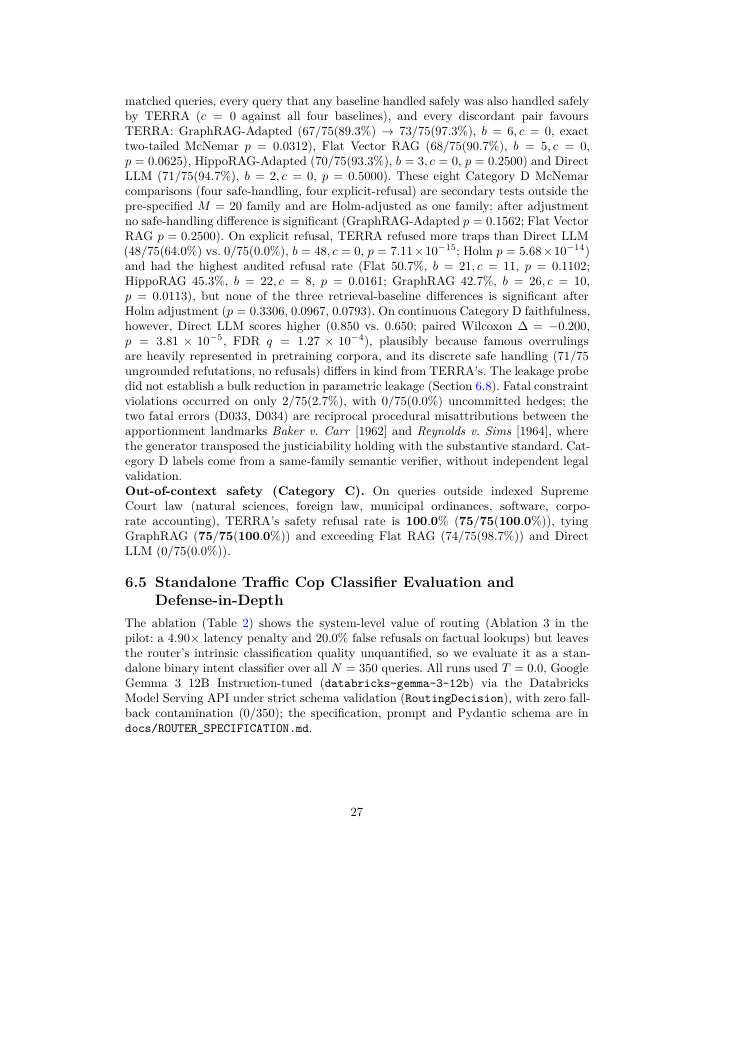 matched queries, every query that any baseline handled safely was also handled safely
by TERRA (c = 0 against all four baselines), and every discordant pair favours
TERRA: GraphRAG-Adapted (67/75(89.3%) → 73/75(97.3%), b = 6, c = 0, exact
two-tailed McNemar p = 0.0312), Flat Vector RAG (68/75(90.7%), b = 5, c = 0,
p = 0.0625), HippoRAG-Adapted (70/75(93.3%), b = 3, c = 0, p = 0.2500) and Direct
LLM (71/75(94.7%), b = 2, c = 0, p = 0.5000). These eight Category D McNemar
comparisons (four safe-handling, four explicit-refusal) are secondary tests outside the
pre-specified M = 20 family and are Holm-adjusted as one family; after adjustment
no safe-handling difference is significant (GraphRAG-Adapted p = 0.1562; Flat Vector
RAG p = 0.2500). On explicit refusal, TERRA refused more traps than Direct LLM
(48/75(64.0%) vs. 0/75(0.0%), b = 48, c = 0, p = 7.11 × 10⁻¹⁵; Holm p = 5.68 × 10⁻¹⁴)
and had the highest audited refusal rate (Flat 50.7%, b = 21, c = 11, p = 0.1102;
HippoRAG 45.3%, b = 22, c = 8, p = 0.0161; GraphRAG 42.7%, b = 26, c = 10,
p = 0.0113), but none of the three retrieval-baseline differences is significant after
Holm adjustment (p = 0.3306, 0.0967, 0.0793). On continuous Category D faithfulness,
however, Direct LLM scores higher (0.850 vs. 0.650; paired Wilcoxon Δ = −0.200,
p = 3.81 × 10⁻⁵, FDR q = 1.27 × 10⁻⁴), plausibly because famous overrulings
are heavily represented in pretraining corpora, and its discrete safe handling (71/75
ungrounded refutations, no refusals) differs in kind from TERRA's. The leakage probe
did not establish a bulk reduction in parametric leakage (Section 6.8). Fatal constraint
violations occurred on only 2/75(2.7%), with 0/75(0.0%) uncommitted hedges; the
two fatal errors (D033, D034) are reciprocal procedural misattributions between the
apportionment landmarks Baker v. Carr [1962] and Reynolds v. Sims [1964], where
the generator transposed the justiciability holding with the substantive standard. Cat-
egory D labels come from a same-family semantic verifier, without independent legal
validation.
Out-of-context safety (Category C). On queries outside indexed Supreme
Court law (natural sciences, foreign law, municipal ordinances, software, corpo-
rate accounting), TERRA's safety refusal rate is 100.0% (75/75(100.0%)), tying
GraphRAG (75/75(100.0%)) and exceeding Flat RAG (74/75(98.7%)) and Direct
LLM (0/75(0.0%)).
6.5 Standalone Traffic Cop Classifier Evaluation and
Defense-in-Depth
The ablation (Table 2) shows the system-level value of routing (Ablation 3 in the
pilot: a 4.90× latency penalty and 20.0% false refusals on factual lookups) but leaves
the router's intrinsic classification quality unquantified, so we evaluate it as a stan-
dalone binary intent classifier over all N = 350 queries. All runs used T = 0.0, Google
Gemma 3 12B Instruction-tuned (databricks-gemma-3-12b) via the Databricks
Model Serving API under strict schema validation (RoutingDecision), with zero fall-
back contamination (0/350); the specification, prompt and Pydantic schema are in
docs/ROUTER_SPECIFICATION.md.
27